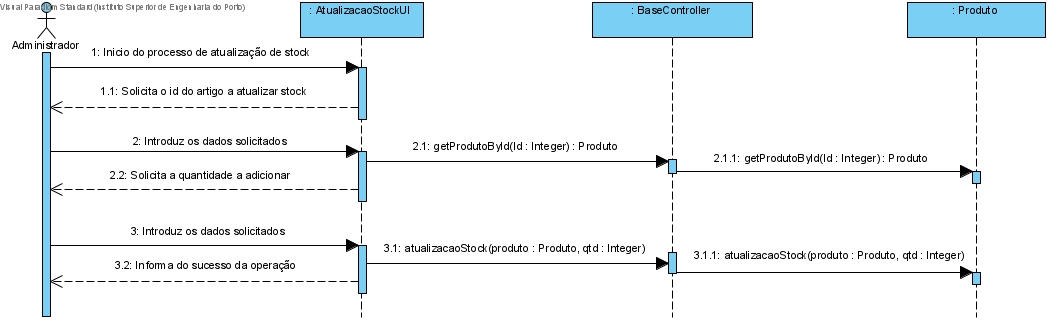 Visual Paradigm Standard (Instituto Superior de Engenharia do Porto)
: AtualizacaoStockUI
: BaseController
: Produto
Administrador
1: Inicio do processo de atualização de stock
1.1: Solicita o id do artigo a atualizar stock
2: Introduz os dados solicitados
2.1: getProdutoById(Id : Integer) : Produto
2.1.1: getProdutoById(Id : Integer) : Produto
2.2: Solicita a quantidade a adicionar
3: Introduz os dados solicitados
3.1: atualizacaoStock(produto : Produto, qtd : Integer)
3.1.1: atualizacaoStock(produto : Produto, qtd : Integer)
3.2: Informa do sucesso da operação